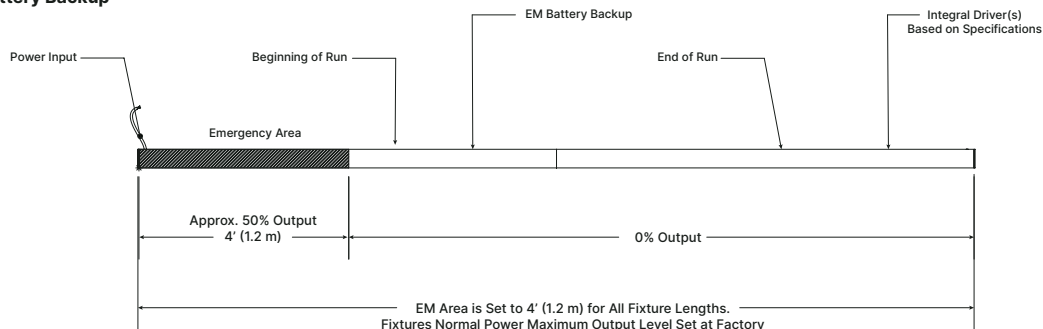 ttery Backup
EM Battery Backup
Integral Driver(s)
Based on Specifications
Power Input
Beginning of Run
End of Run
Emergency Area
Approx. 50% Output
4' (1.2 m)
0% Output
EM Area is Set to 4' (1.2 m) for All Fixture Lengths.
Fixtures Normal Power Maximum Output Level Set at Factory